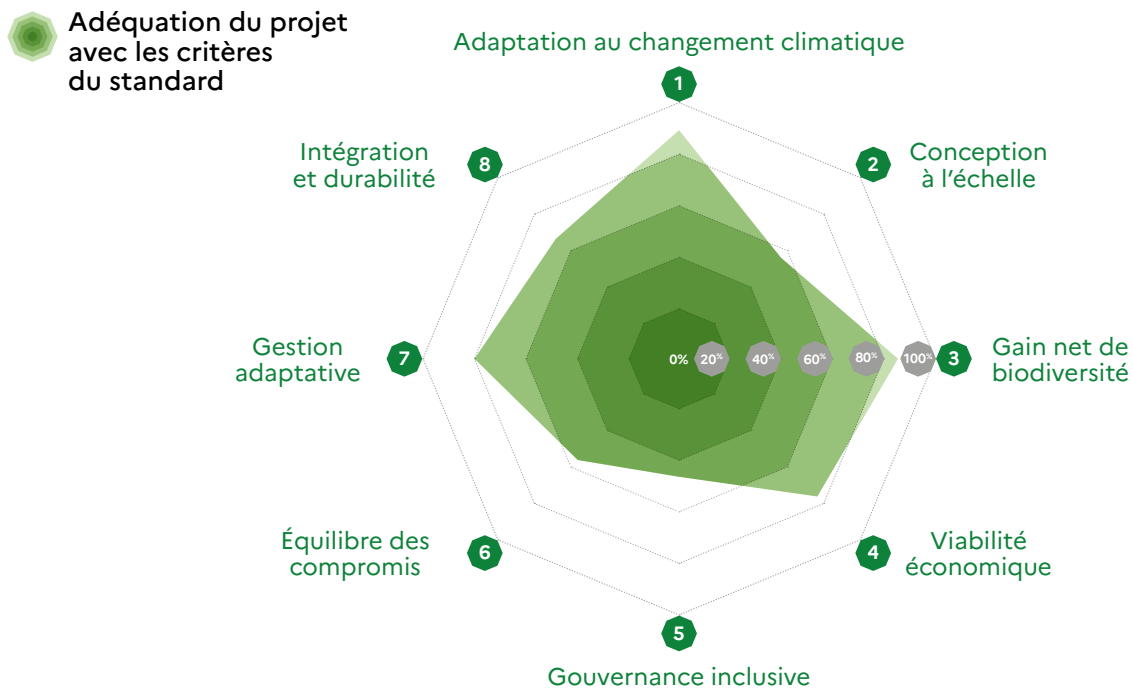 Adéquation du projet
avec les critères
du standard
Adaptation au changement climatique
1
Intégration
et durabilité
8
2
Conception
à l'échelle
Gestion
adaptative
7
0%
20%
40%
60%
80%
100%
3
Gain net de
biodiversité
Équilibre des
compromis
6
4
Viabilité
économique
5
Gouvernance inclusive